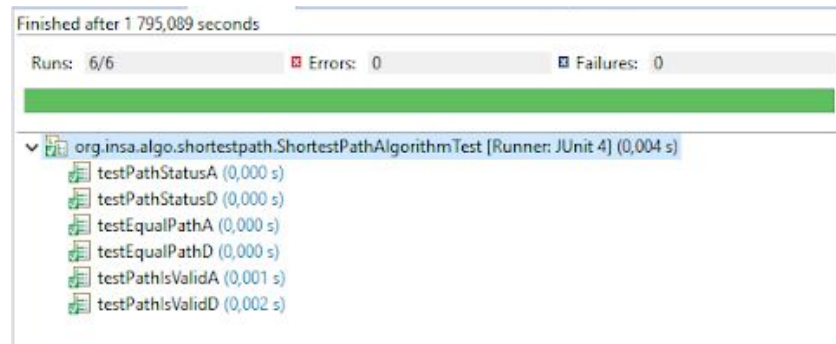 Finished after 1 795,089 seconds
Runs: 6/6 Errors: 0 Failures: 0
org.insa.algo.shortestpath.ShortestPathAlgorithmTest [Runner: JUnit 4] (0,004 s)
testPathStatusA (0,000 s)
testPathStatusD (0,000 s)
testEqualPathA (0,000 s)
testEqualPathD (0,000 s)
testPathIsValidA (0,001 s)
testPathIsValidD (0,002 s)